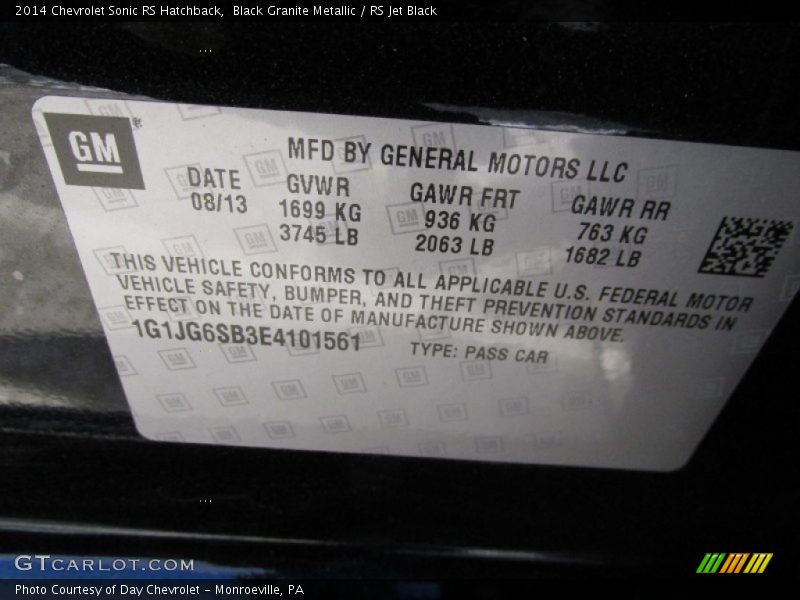 2014 Chevrolet Sonic RS Hatchback,  Black Granite Metallic / RS Jet Black
GM
MFD BY GENERAL MOTORS LLC
DATE GVWR GAWR FRT GAWR RR
08/13 1699 KG 936 KG 763 KG
3745 LB 2063 LB 1682 LB
THIS VEHICLE CONFORMS TO ALL APPLICABLE U.S. FEDERAL MOTOR
VEHICLE SAFETY, BUMPER, AND THEFT PREVENTION STANDARDS IN
EFFECT ON THE DATE OF MANUFACTURE SHOWN ABOVE.
1G1JG6SB3E4101561 TYPE: PASS CAR
GTCARLOT.COM
Photo Courtesy of Day Chevrolet - Monroeville, PA